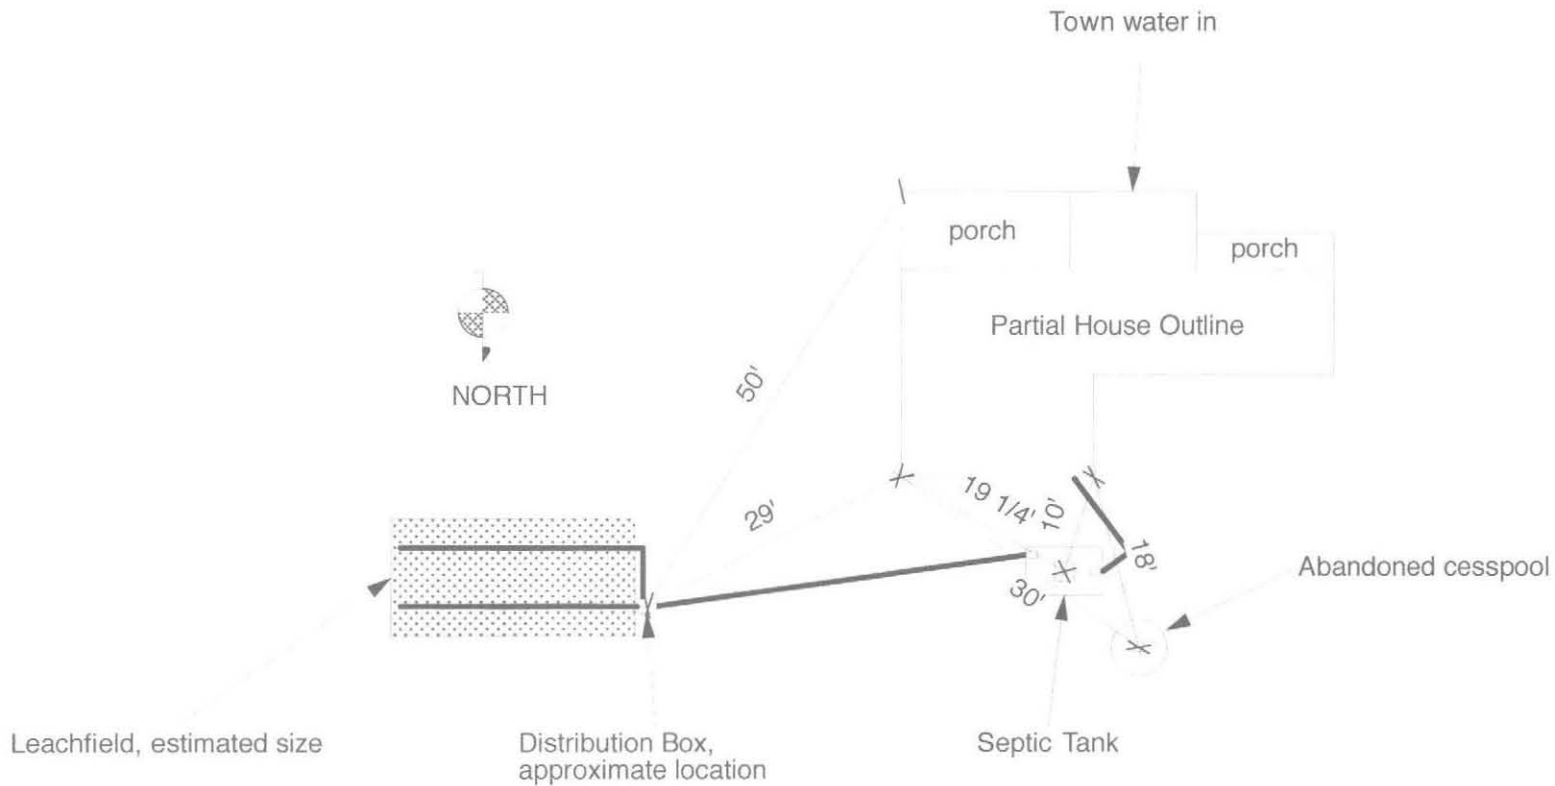 Town water in
porch
porch
Partial House Outline
50'
NORTH
19 1/4'
10'
29'
18'
Abandoned cesspool
30'
Leachfield, estimated size
Distribution Box,
approximate location
Septic Tank